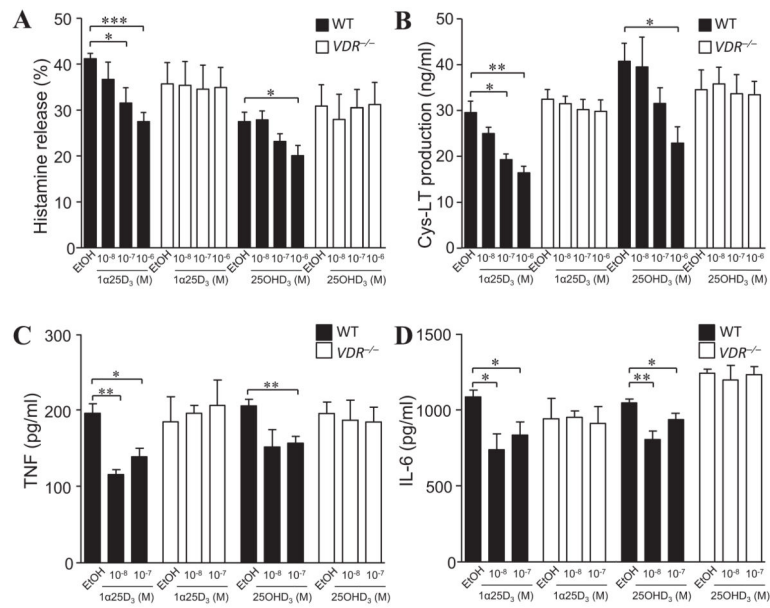 A
WT
VDR–/–
Histamine release (%)
50
40
30
20
10
0
***
*
*
EtOH 10-8 10-7 10-6 EtOH 10-8 10-7 10-6 EtOH 10-8 10-7 10-6 EtOH 10-8 10-7 10-6
1α25D3 (M) 1α25D3 (M) 25OHD3 (M) 25OHD3 (M)
B
WT
VDR–/–
Cys-LT production (ng/ml)
50
40
30
20
10
0
**
*
*
EtOH 10-8 10-7 10-6 EtOH 10-8 10-7 10-6 EtOH 10-8 10-7 10-6 EtOH 10-8 10-7 10-6
1α25D3 (M) 1α25D3 (M) 25OHD3 (M) 25OHD3 (M)
C
WT
VDR–/–
TNF (pg/ml)
300
200
100
0
*
**
**
EtOH 10-8 10-7 EtOH 10-8 10-7 EtOH 10-8 10-7 EtOH 10-8 10-7
1α25D3 (M) 1α25D3 (M) 25OHD3 (M) 25OHD3 (M)
D
WT
VDR–/–
IL-6 (pg/ml)
1500
1000
500
0
*
*
*
**
EtOH 10-8 10-7 EtOH 10-8 10-7 EtOH 10-8 10-7 EtOH 10-8 10-7
1α25D3 (M) 1α25D3 (M) 25OHD3 (M) 25OHD3 (M)